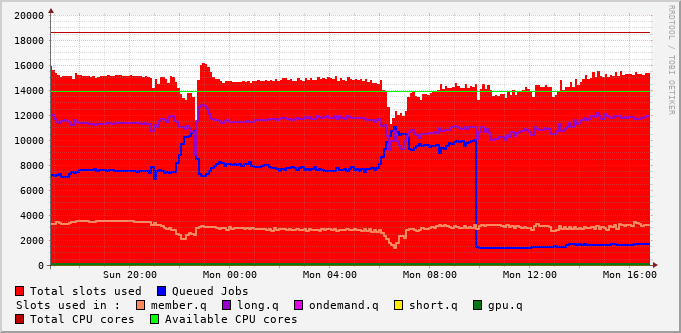 RRDTOOL / TOBI OETIKER
20000
18000
16000
14000
12000
10000
8000
6000
4000
2000
0
Sun 20:00 Mon 00:00 Mon 04:00 Mon 08:00 Mon 12:00 Mon 16:00
Total slots used Queued Jobs
Slots used in : member.q long.q ondemand.q short.q gpu.q
Total CPU cores Available CPU cores